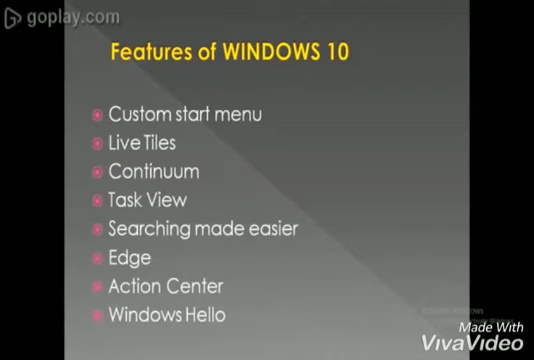 goplay.com
Features of WINDOWS 10
Custom start menu
Live Tiles
Continuum
Task View
Searching made easier
Edge
Action Center
Windows Hello
Made With
VivaVideo